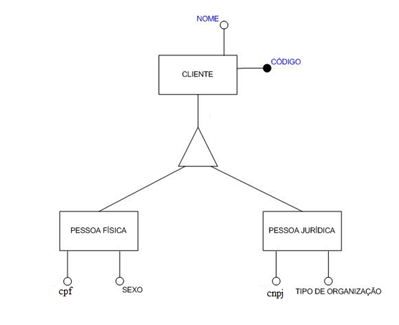 NOME
CÓDIGO
CLIENTE
PESSOA FÍSICA
PESSOA JURÍDICA
cpf
SEXO
cnpj
TIPO DE ORGANIZAÇÃO